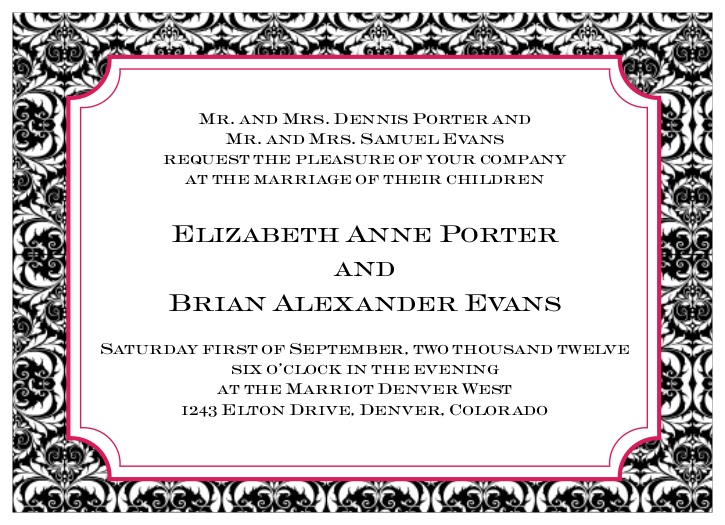 Mr. and Mrs. Dennis Porter and
Mr. and Mrs. Samuel Evans
request the pleasure of your company
at the marriage of their children
Elizabeth Anne Porter
and
Brian Alexander Evans
Saturday first of September, two thousand twelve
six o'clock in the evening
at the Marriot Denver West
1243 Elton Drive, Denver, Colorado